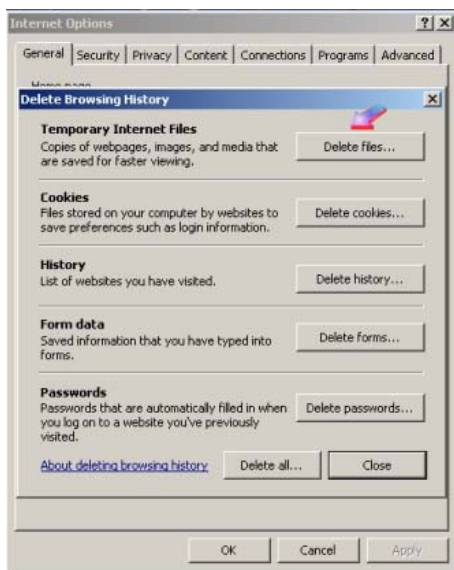 Internet Options
General Security Privacy Content Connections Programs Advanced
Home page
Delete Browsing History
Temporary Internet Files
Copies of webpages, images, and media that
are saved for faster viewing.
Delete files...
Cookies
Files stored on your computer by websites to
save preferences such as login information.
Delete cookies...
History
List of websites you have visited.
Delete history...
Form data
Saved information that you have typed into
forms.
Delete forms...
Passwords
Passwords that are automatically filled in when
you log on to a website you've previously
visited.
Delete passwords...
About deleting browsing history Delete all... Close
OK Cancel Apply